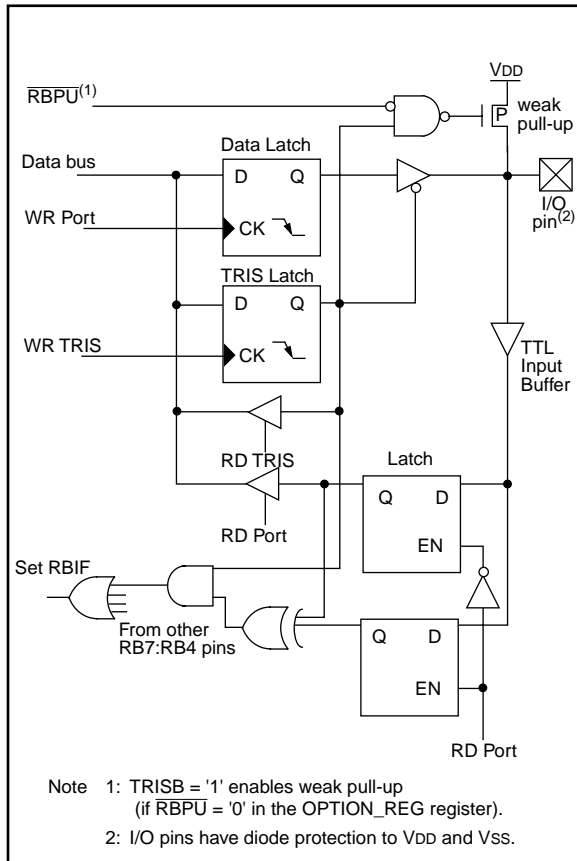 VDD
RBPU(1)
P
weak
pull-up
Data Latch
Data bus
D Q
I/O
pin(2)
WR Port
CK
TRIS Latch
D Q
WR TRIS
CK
TTL
Input
Buffer
RD TRIS
Latch
Q D
RD Port
EN
Set RBIF
From other
RB7:RB4 pins
Q D
EN
RD Port
Note 1: TRISB = '1' enables weak pull-up
(if RBPU = '0' in the OPTION_REG register).
2: I/O pins have diode protection to VDD and VSS.